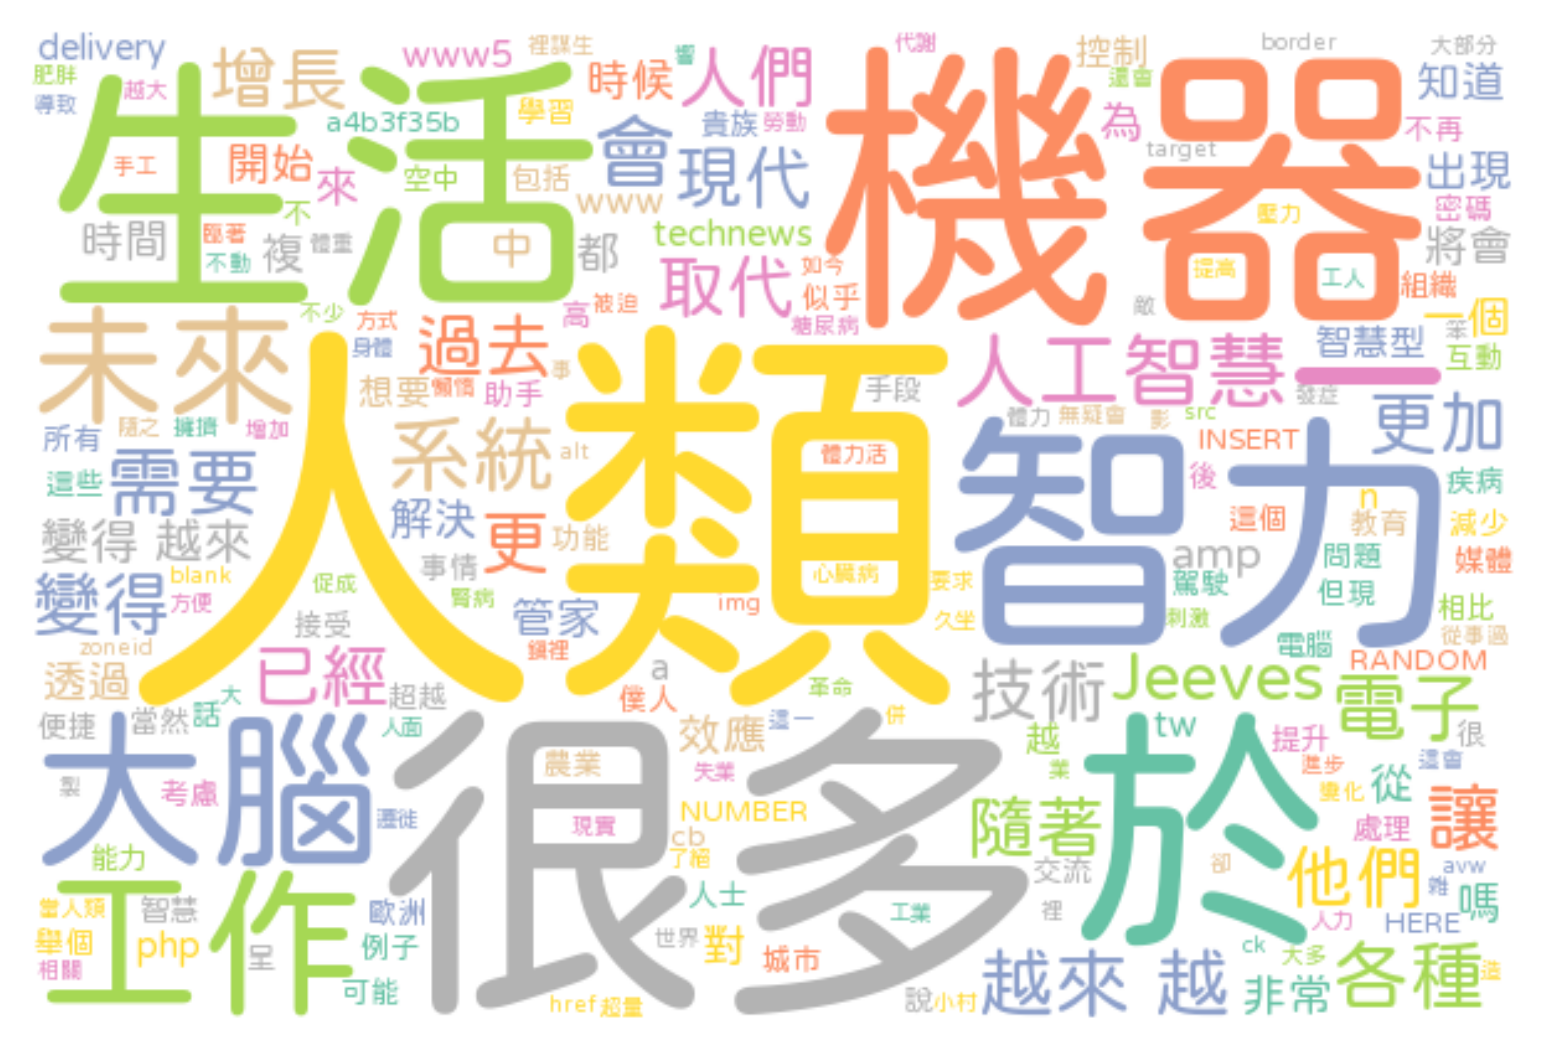 delivery
肥胖
導致
越大
增長
www5
裡謀生
響
時候
人們
代謝
控制
還會
border
大部分
知道
生活
機器
a4b3f35b
學習
會
貴族
勞動
為
target
不再
手工
開始
來
空中
包括
現代
出現
壓力
密碼
不
www
時間
不動
複
體重
中
都
technews
取代
如今
似乎
提高
工人
將會
組織
未來
不少
方式
身體
過去
高
被迫
糖尿病
敵
一個
笨
智慧型
互動
人類
想要
懶惰
助手
事
手段
人工智慧
一
發症
所有
隨之
擁擠
增加
系統
alt
體力活
體力
無疑會
影
src
INSERT
更加
這些
需要
解決
更
功能
智力
後
這個
n
教育
疾病
減少
變得 越來
事情
心臟病
要求
amp
駕駛
問題
媒體
變得
blank
方便
促成
腎病
管家
img
久坐
刺激
但現
相比
從事過
zoneid
接受
鎮裡
電腦
透過
已經
超越
a
僕人
革命
技術
Jeeves
RANDOM
電子
便捷
當然
話
大
人面
很多
效應
這一
併
越
於
tw
提升
很
大腦
製
考慮
遷徙
農業
失業
業
進步
這會
變化
從
讓
現實
NUMBER
cb
了絕
隨著
處理
能力
交流
卻
他們
avw
雜
嗎
工作
當人類
智慧
歐洲
人士
工業
裡
人力
HERE
舉個
php
呈
例子
世界
對
城市
ck
大多
相關
可能
href
超量
說
小村
越來 越
非常
各種
造